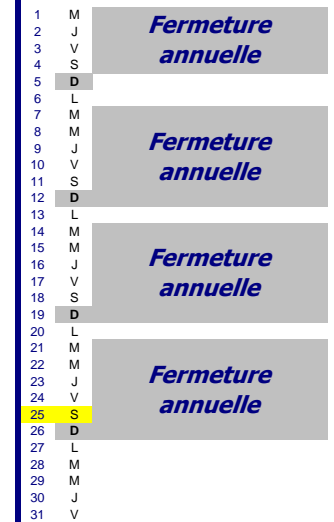 1 M
2 J
Fermeture
3 V
annuelle
4 S
5 D
6 L
7 M
8 M
9 J
Fermeture
10 V
annuelle
11 S
12 D
13 L
14 M
15 M
16 J
Fermeture
17 V
annuelle
18 S
19 D
20 L
21 M
22 M
23 J
Fermeture
24 V
annuelle
25 S
26 D
27 L
28 M
29 M
30 J
31 V